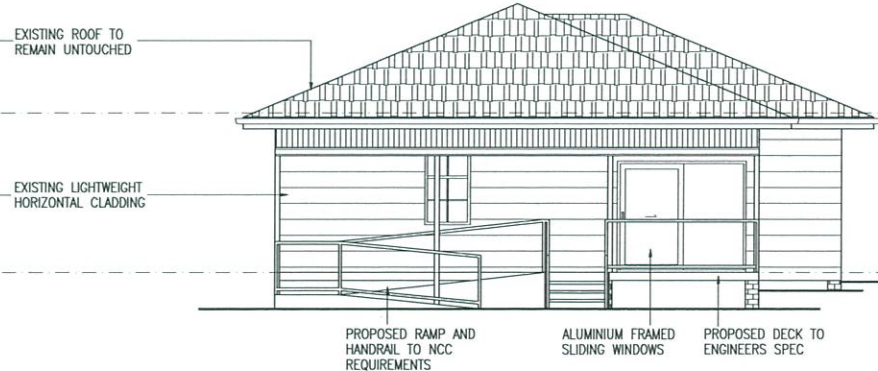 EXISTING ROOF TO
REMAIN UNTOUCHED
EXISTING LIGHTWEIGHT
HORIZONTAL CLADDING
PROPOSED RAMP AND
HANDRAIL TO NCC
REQUIREMENTS
ALUMINIUM FRAMED
SLIDING WINDOWS
PROPOSED DECK TO
ENGINEERS SPEC